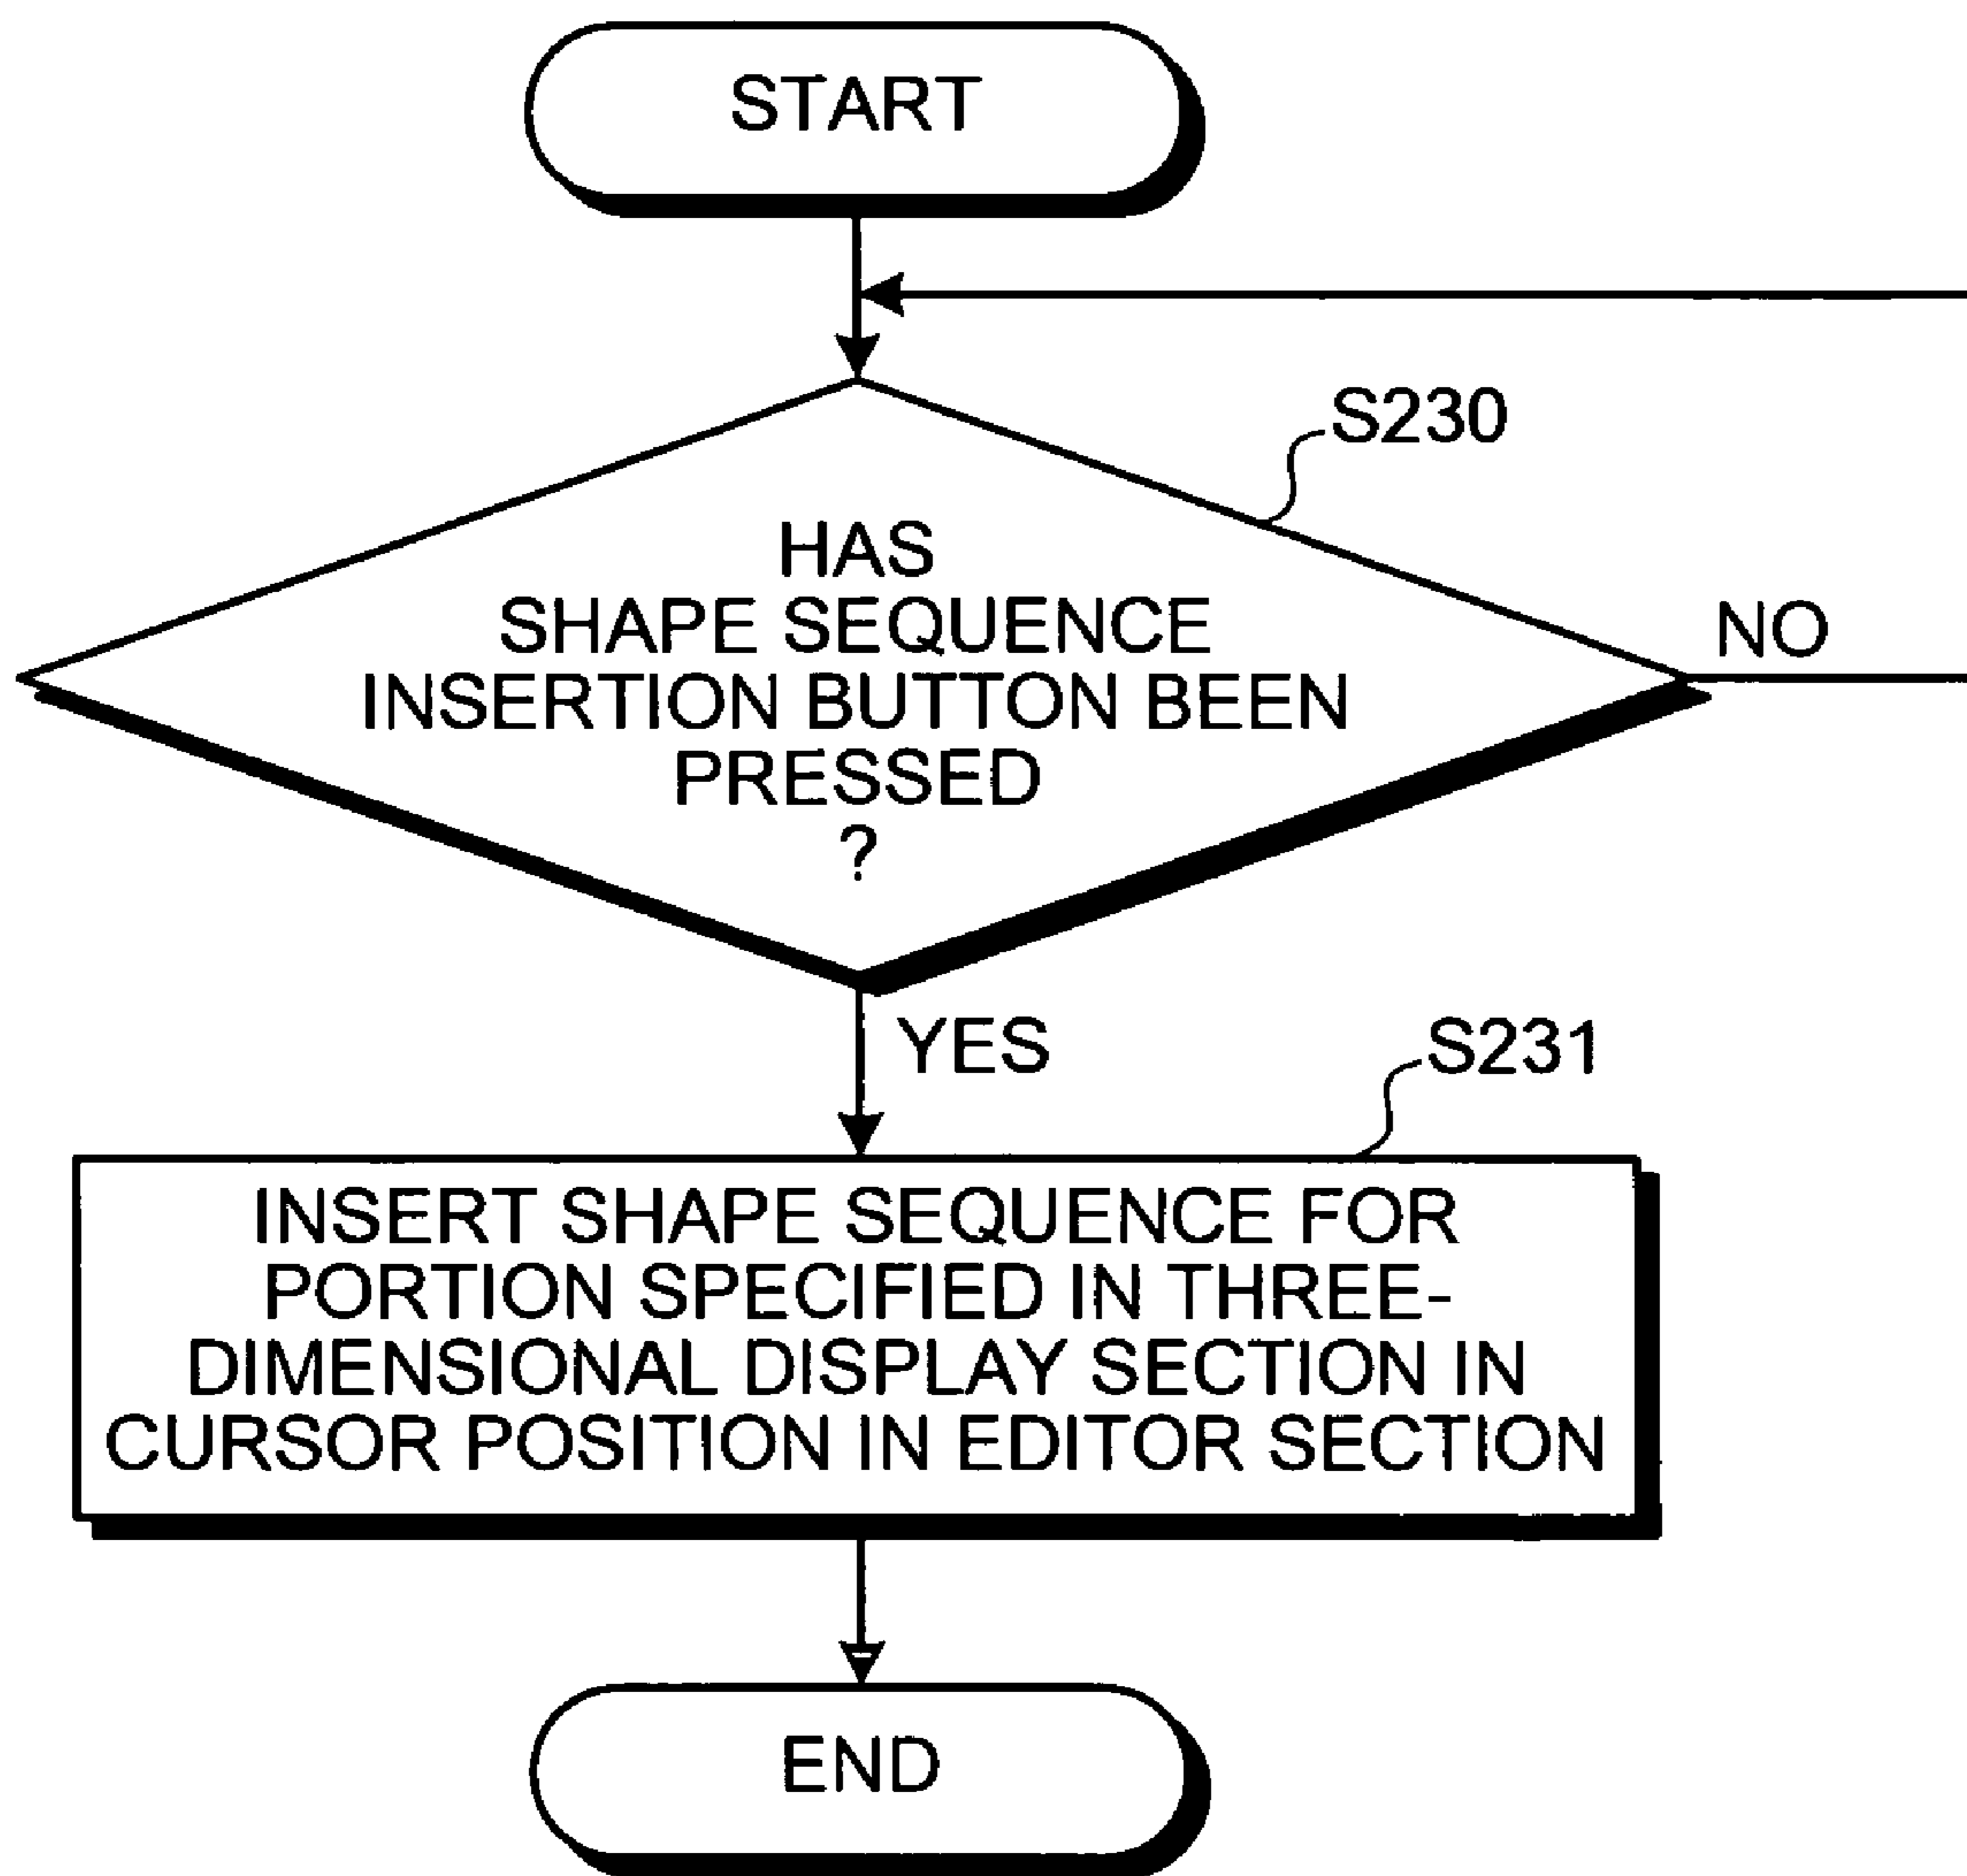 START
S230
HAS
SHAPE SEQUENCE
INSERTION BUTTON BEEN
PRESSED
?
NO
YES
S231
INSERT SHAPE SEQUENCE FOR
PORTION SPECIFIED IN THREE-
DIMENSIONAL DISPLAY SECTION IN
CURSOR POSITION IN EDITOR SECTION
END